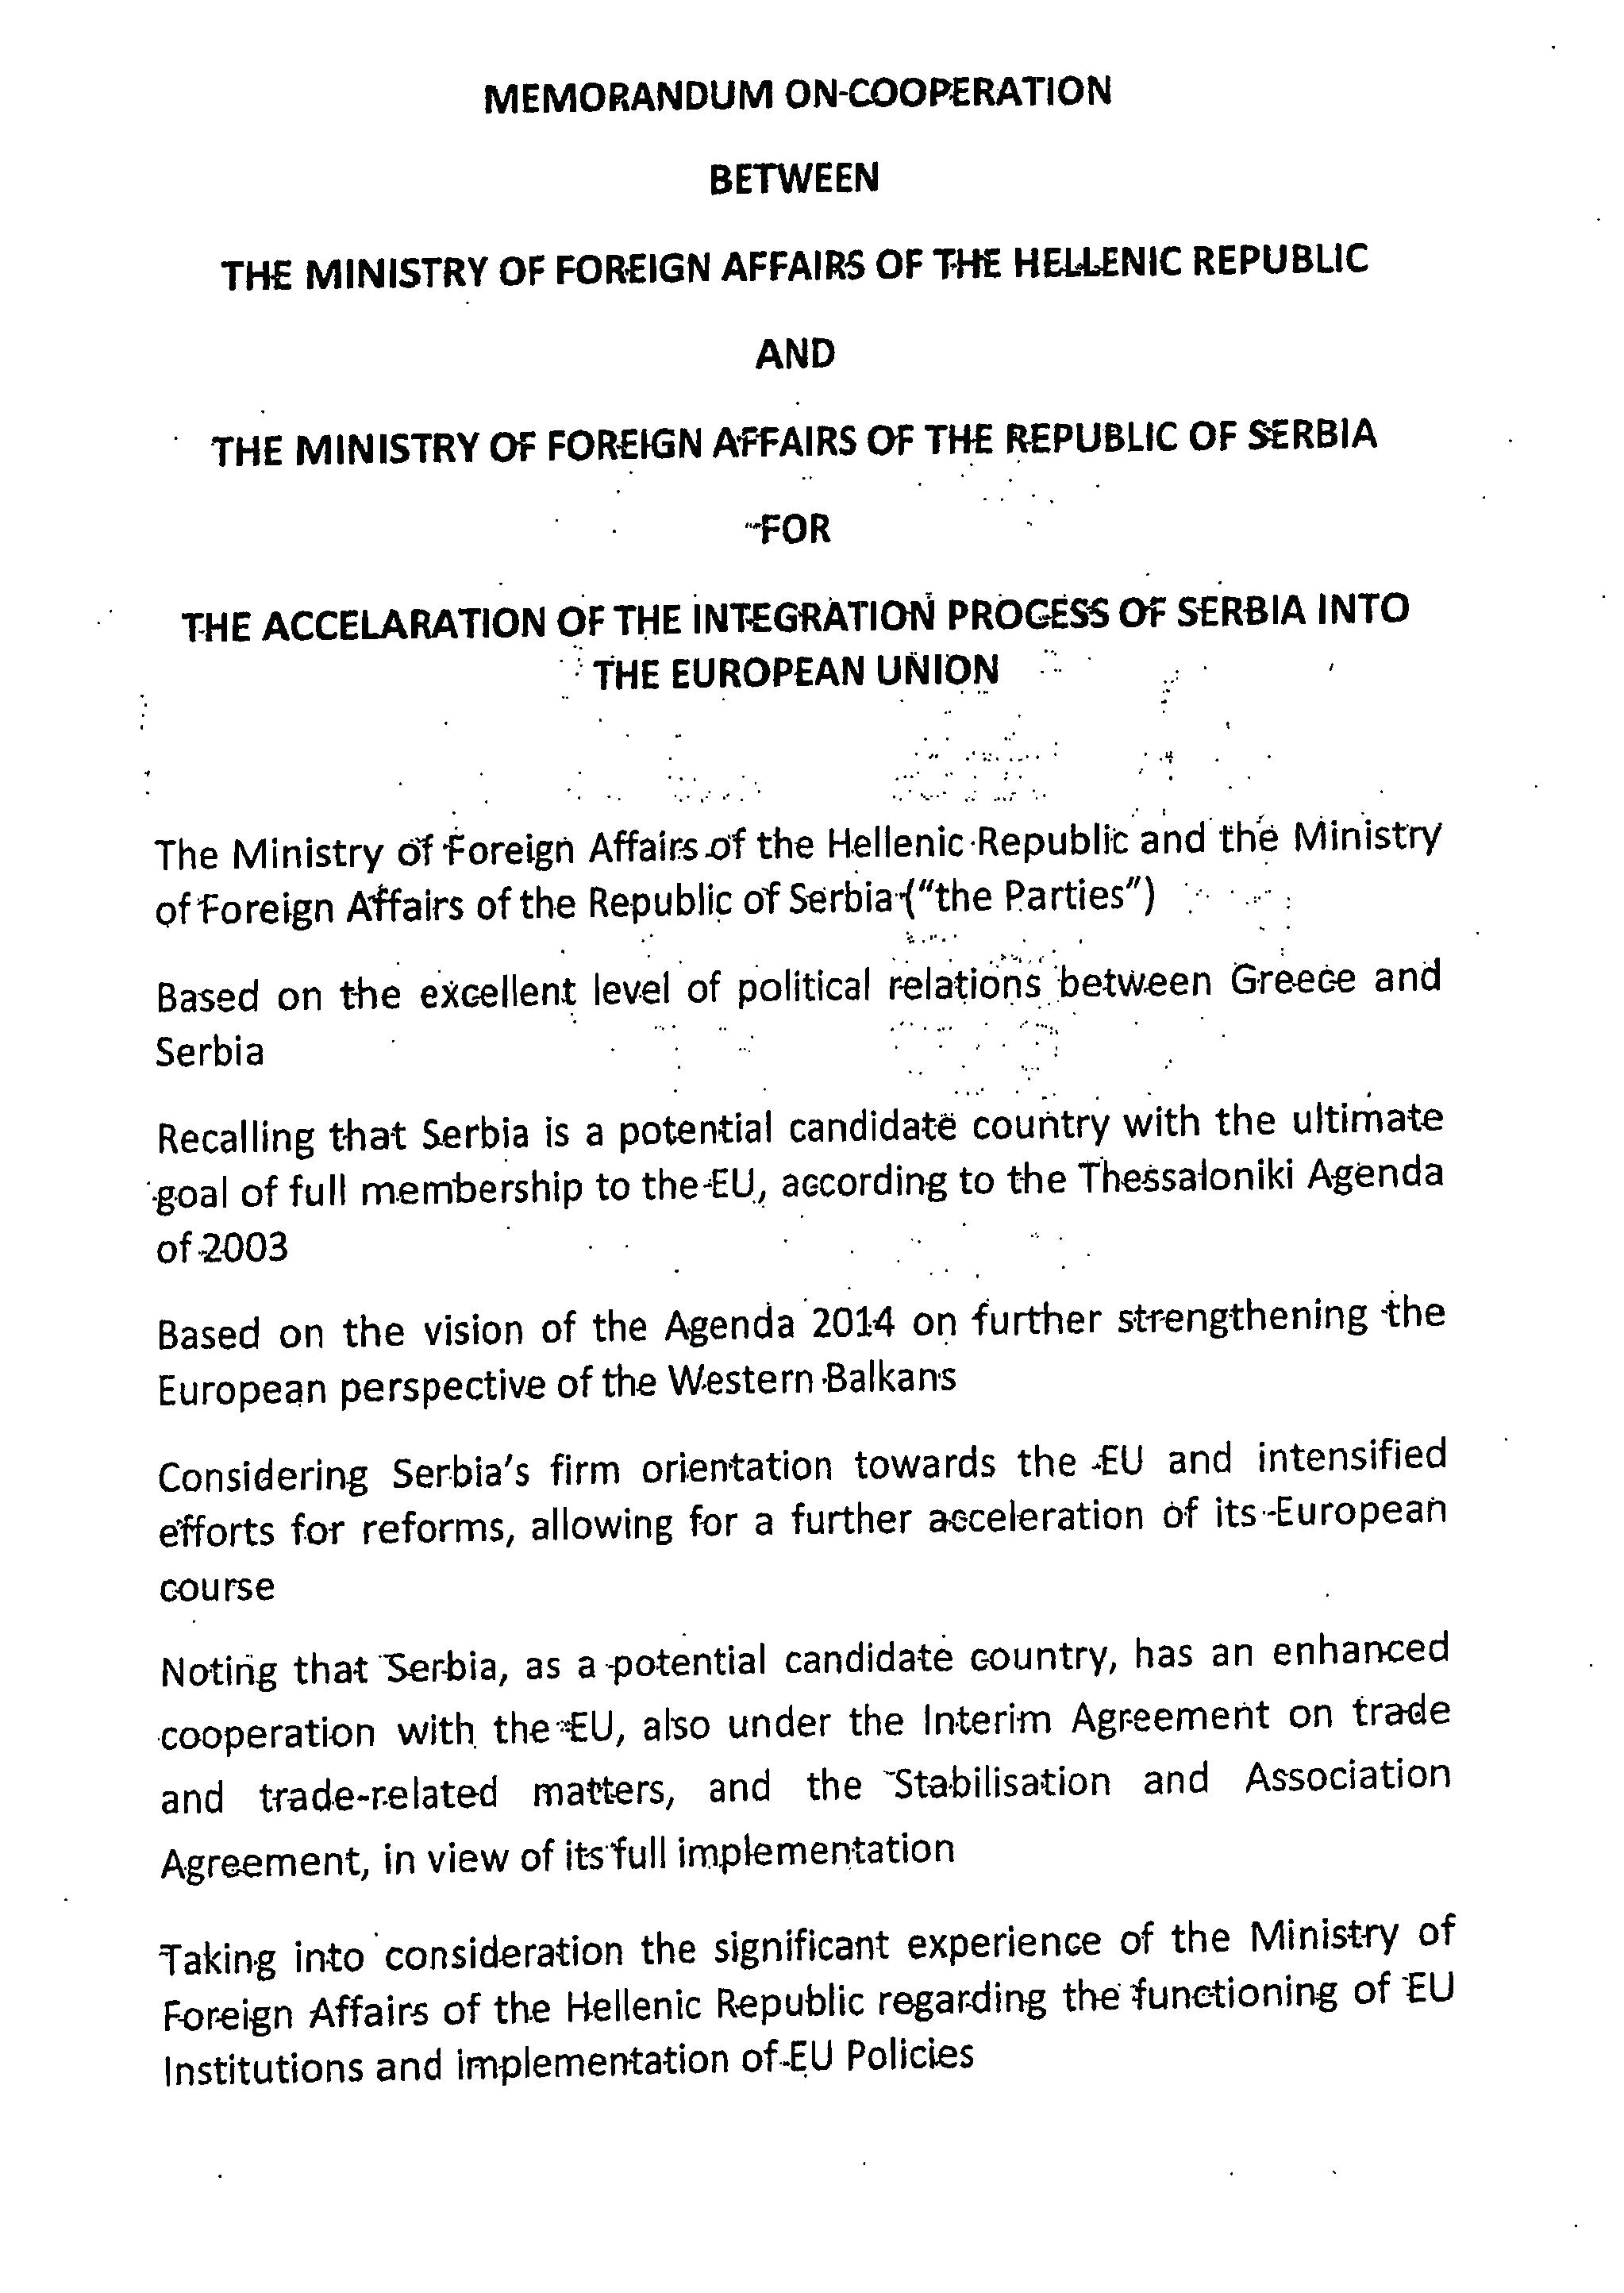 MEMORANDUM ON COOPERATION
BETWEEN
THE MINISTRY OF FOREIGN AFFAIRS OF THE HELLENIC REPUBLIC
AND
THE MINISTRY OF FOREIGN AFFAIRS OF THE REPUBLIC OF SERBIA
FOR
THE ACCELARATION OF THE INTEGRATION PROCESS OF SERBIA INTO
THE EUROPEAN UNION
The Ministry of Foreign Affairs of the Hellenic Republic and the Ministry
of Foreign Affairs of the Republic of Serbia ("the Parties")
Based on the excellent level of political relations between Greece and
Serbia
Recalling that Serbia is a potential candidate country with the ultimate
goal of full membership to the EU, according to the Thessaloniki Agenda
of 2003
Based on the vision of the Agenda 2014 on further strengthening the
European perspective of the Western Balkans
Considering Serbia's firm orientation towards the EU and intensified
efforts for reforms, allowing for a further acceleration of its European
course
Noting that Serbia, as a potential candidate country, has an enhanced
cooperation with the EU, also under the Interim Agreement on trade
and trade-related matters, and the Stabilisation and Association
Agreement, in view of its full implementation
Taking into consideration the significant experience of the Ministry of
Foreign Affairs of the Hellenic Republic regarding the functioning of EU
Institutions and implementation of EU Policies